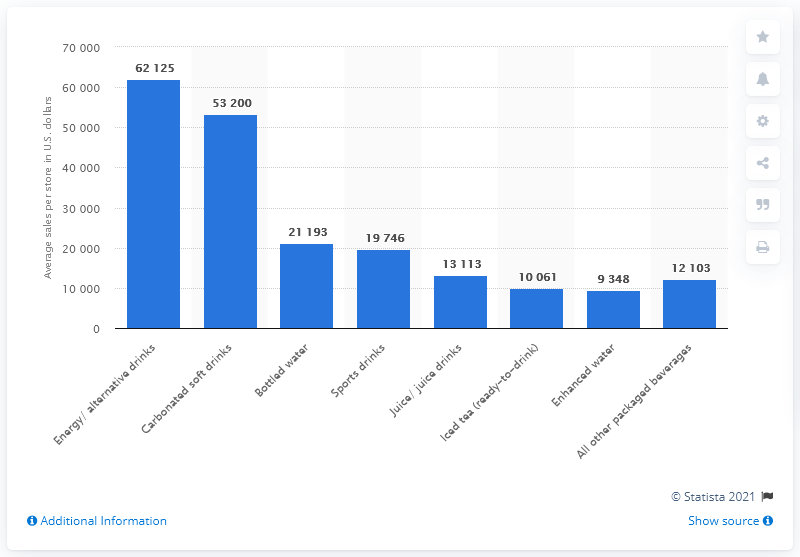 70 000
60 000
50 000
40 000
30 000
20 000
10 000
0
Average sales per store in U.S. dollars
62 125
53 200
21 193
19 746
13 113
10 061
9 348
12 103
Energy/ alternative drinks
Carbonated soft drinks
Bottled water
Sports drinks
Juice/ juice drinks
Iced tea (ready-to-drink)
Enhanced water
All other packaged beverages
© Statista 2021
Additional Information
Show source